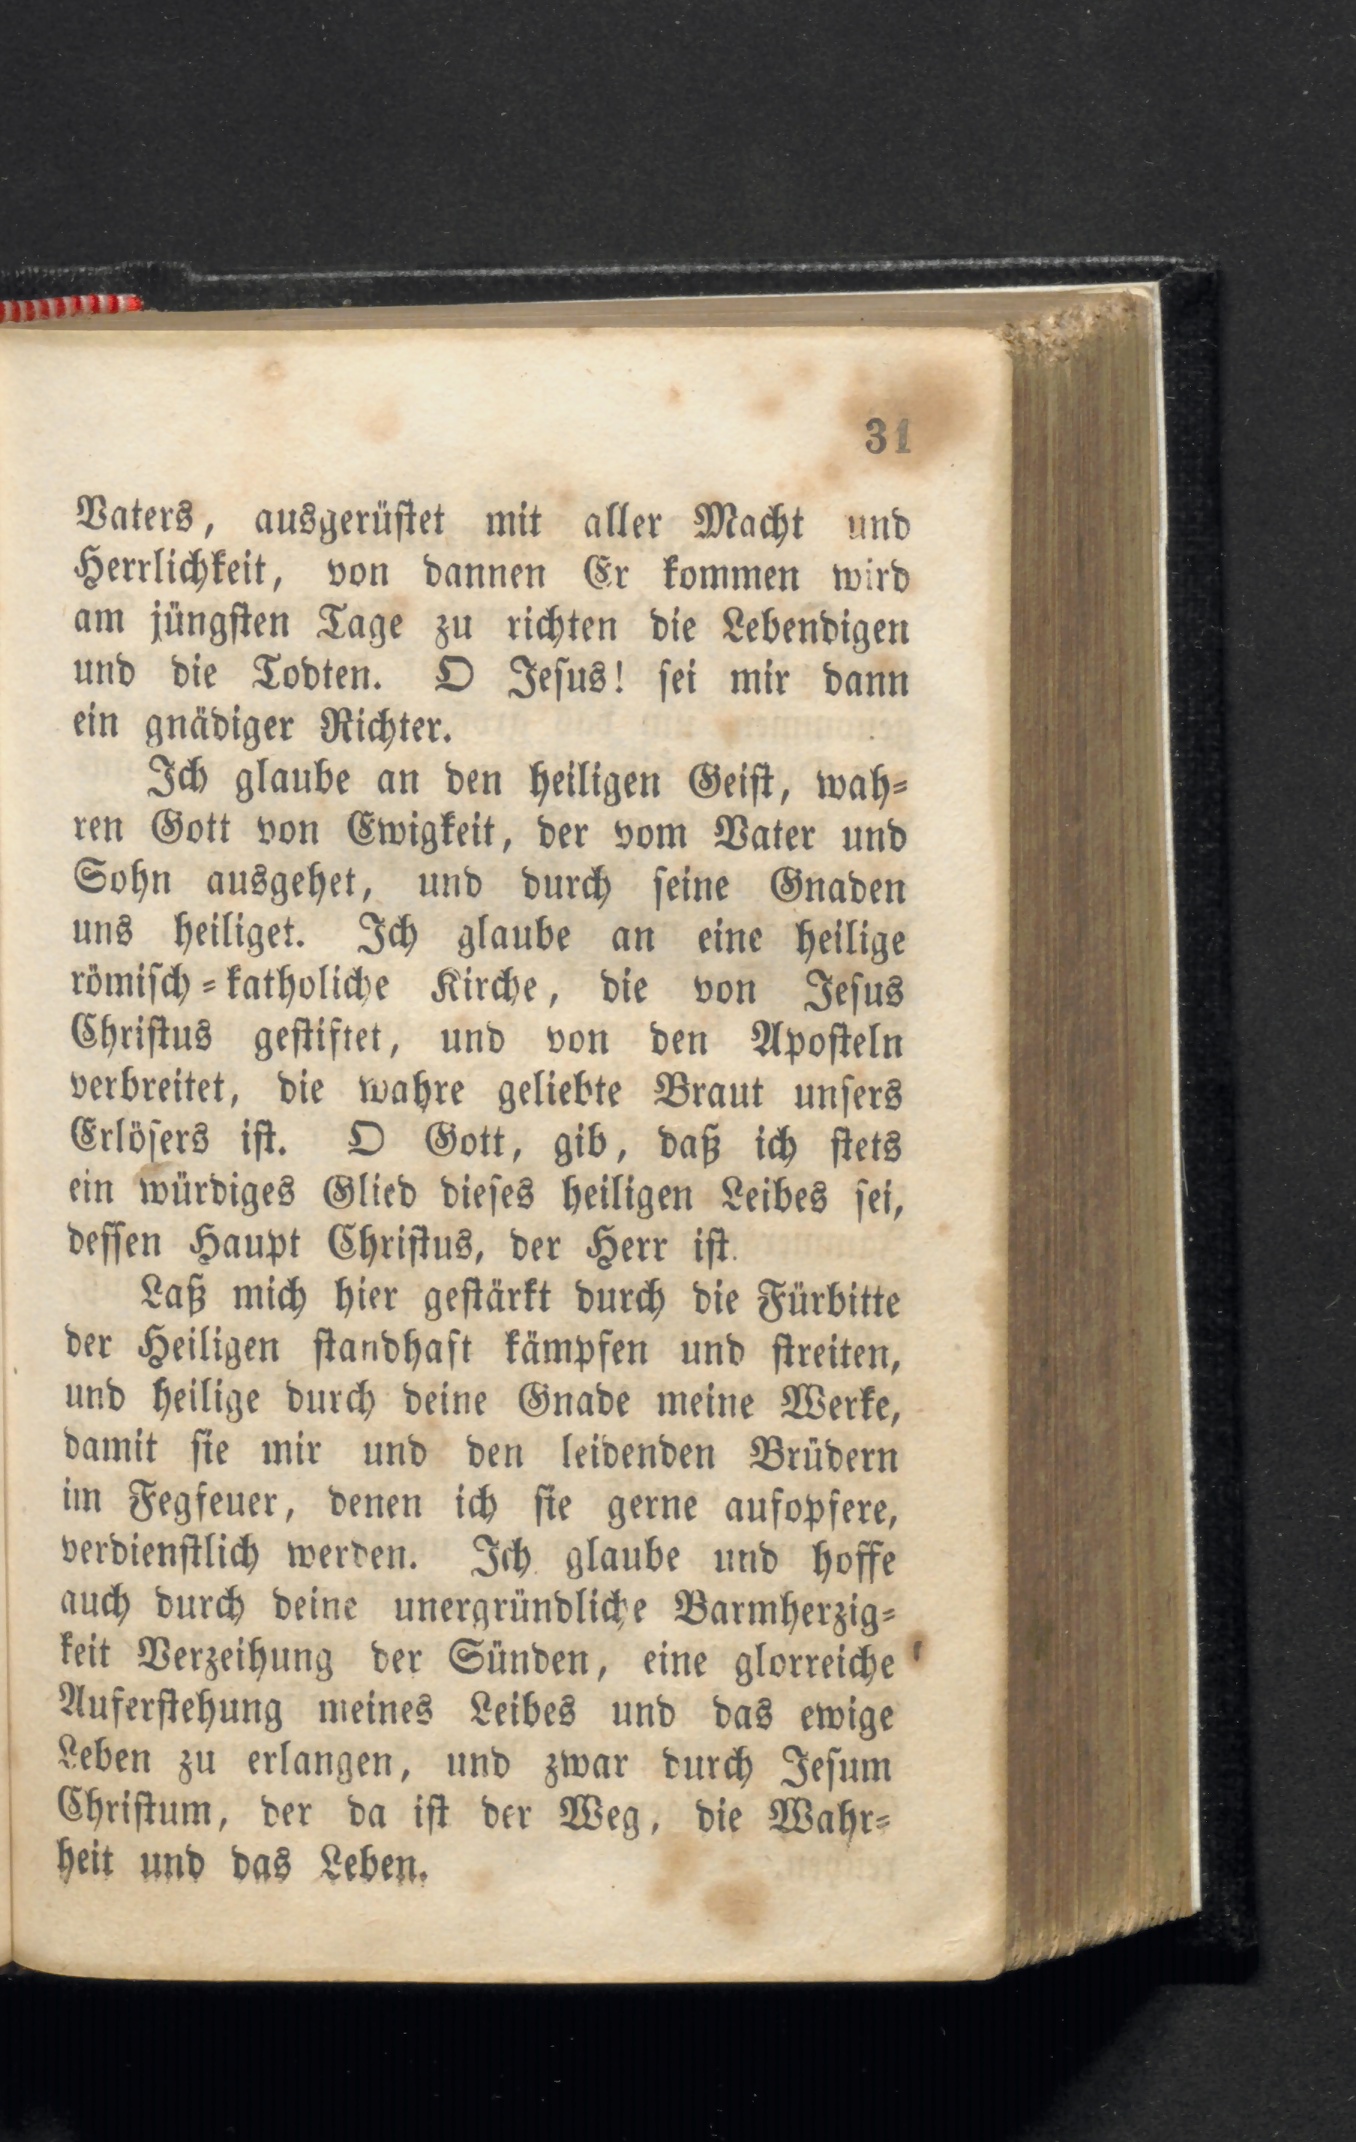 31
Vaters, ausgerüstet mit aller Macht und
Herrlichkeit, von dannen Er kommen wird
am jüngsten Tage zu richten die Lebendigen
und die Todten. O Jesus! sei mir dann
ein gnädiger Richter.
Ich glaube an den heiligen Geist, wah-
ren Gott von Ewigkeit, der vom Vater und
Sohn ausgehet, und durch seine Gnaden
uns heiliget. Ich glaube an eine heilige
römisch-katholiche Kirche, die von Jesus
Christus gestiftet, und von den Aposteln
verbreitet, die wahre geliebte Braut unsers
Erlösers ist. O Gott, gib, daß ich stets
ein würdiges Glied dieses heiligen Leibes sei,
dessen Haupt Christus, der Herr ist.
Laß mich hier gestärkt durch die Fürbitte
der Heiligen standhaft kämpfen und streiten,
und heilige durch deine Gnade meine Werke,
damit sie mir und den leidenden Brüdern
im Fegfeuer, denen ich sie gerne aufopfere,
verdienstlich werden. Ich glaube und hoffe
auch durch deine unergründliche Barmherzig-
keit Verzeihung der Sünden, eine glorreiche
Auferstehung meines Leibes und das ewige
Leben zu erlangen, und zwar durch Jesum
Christum, der da ist der Weg, die Wahr-
heit und das Leben.